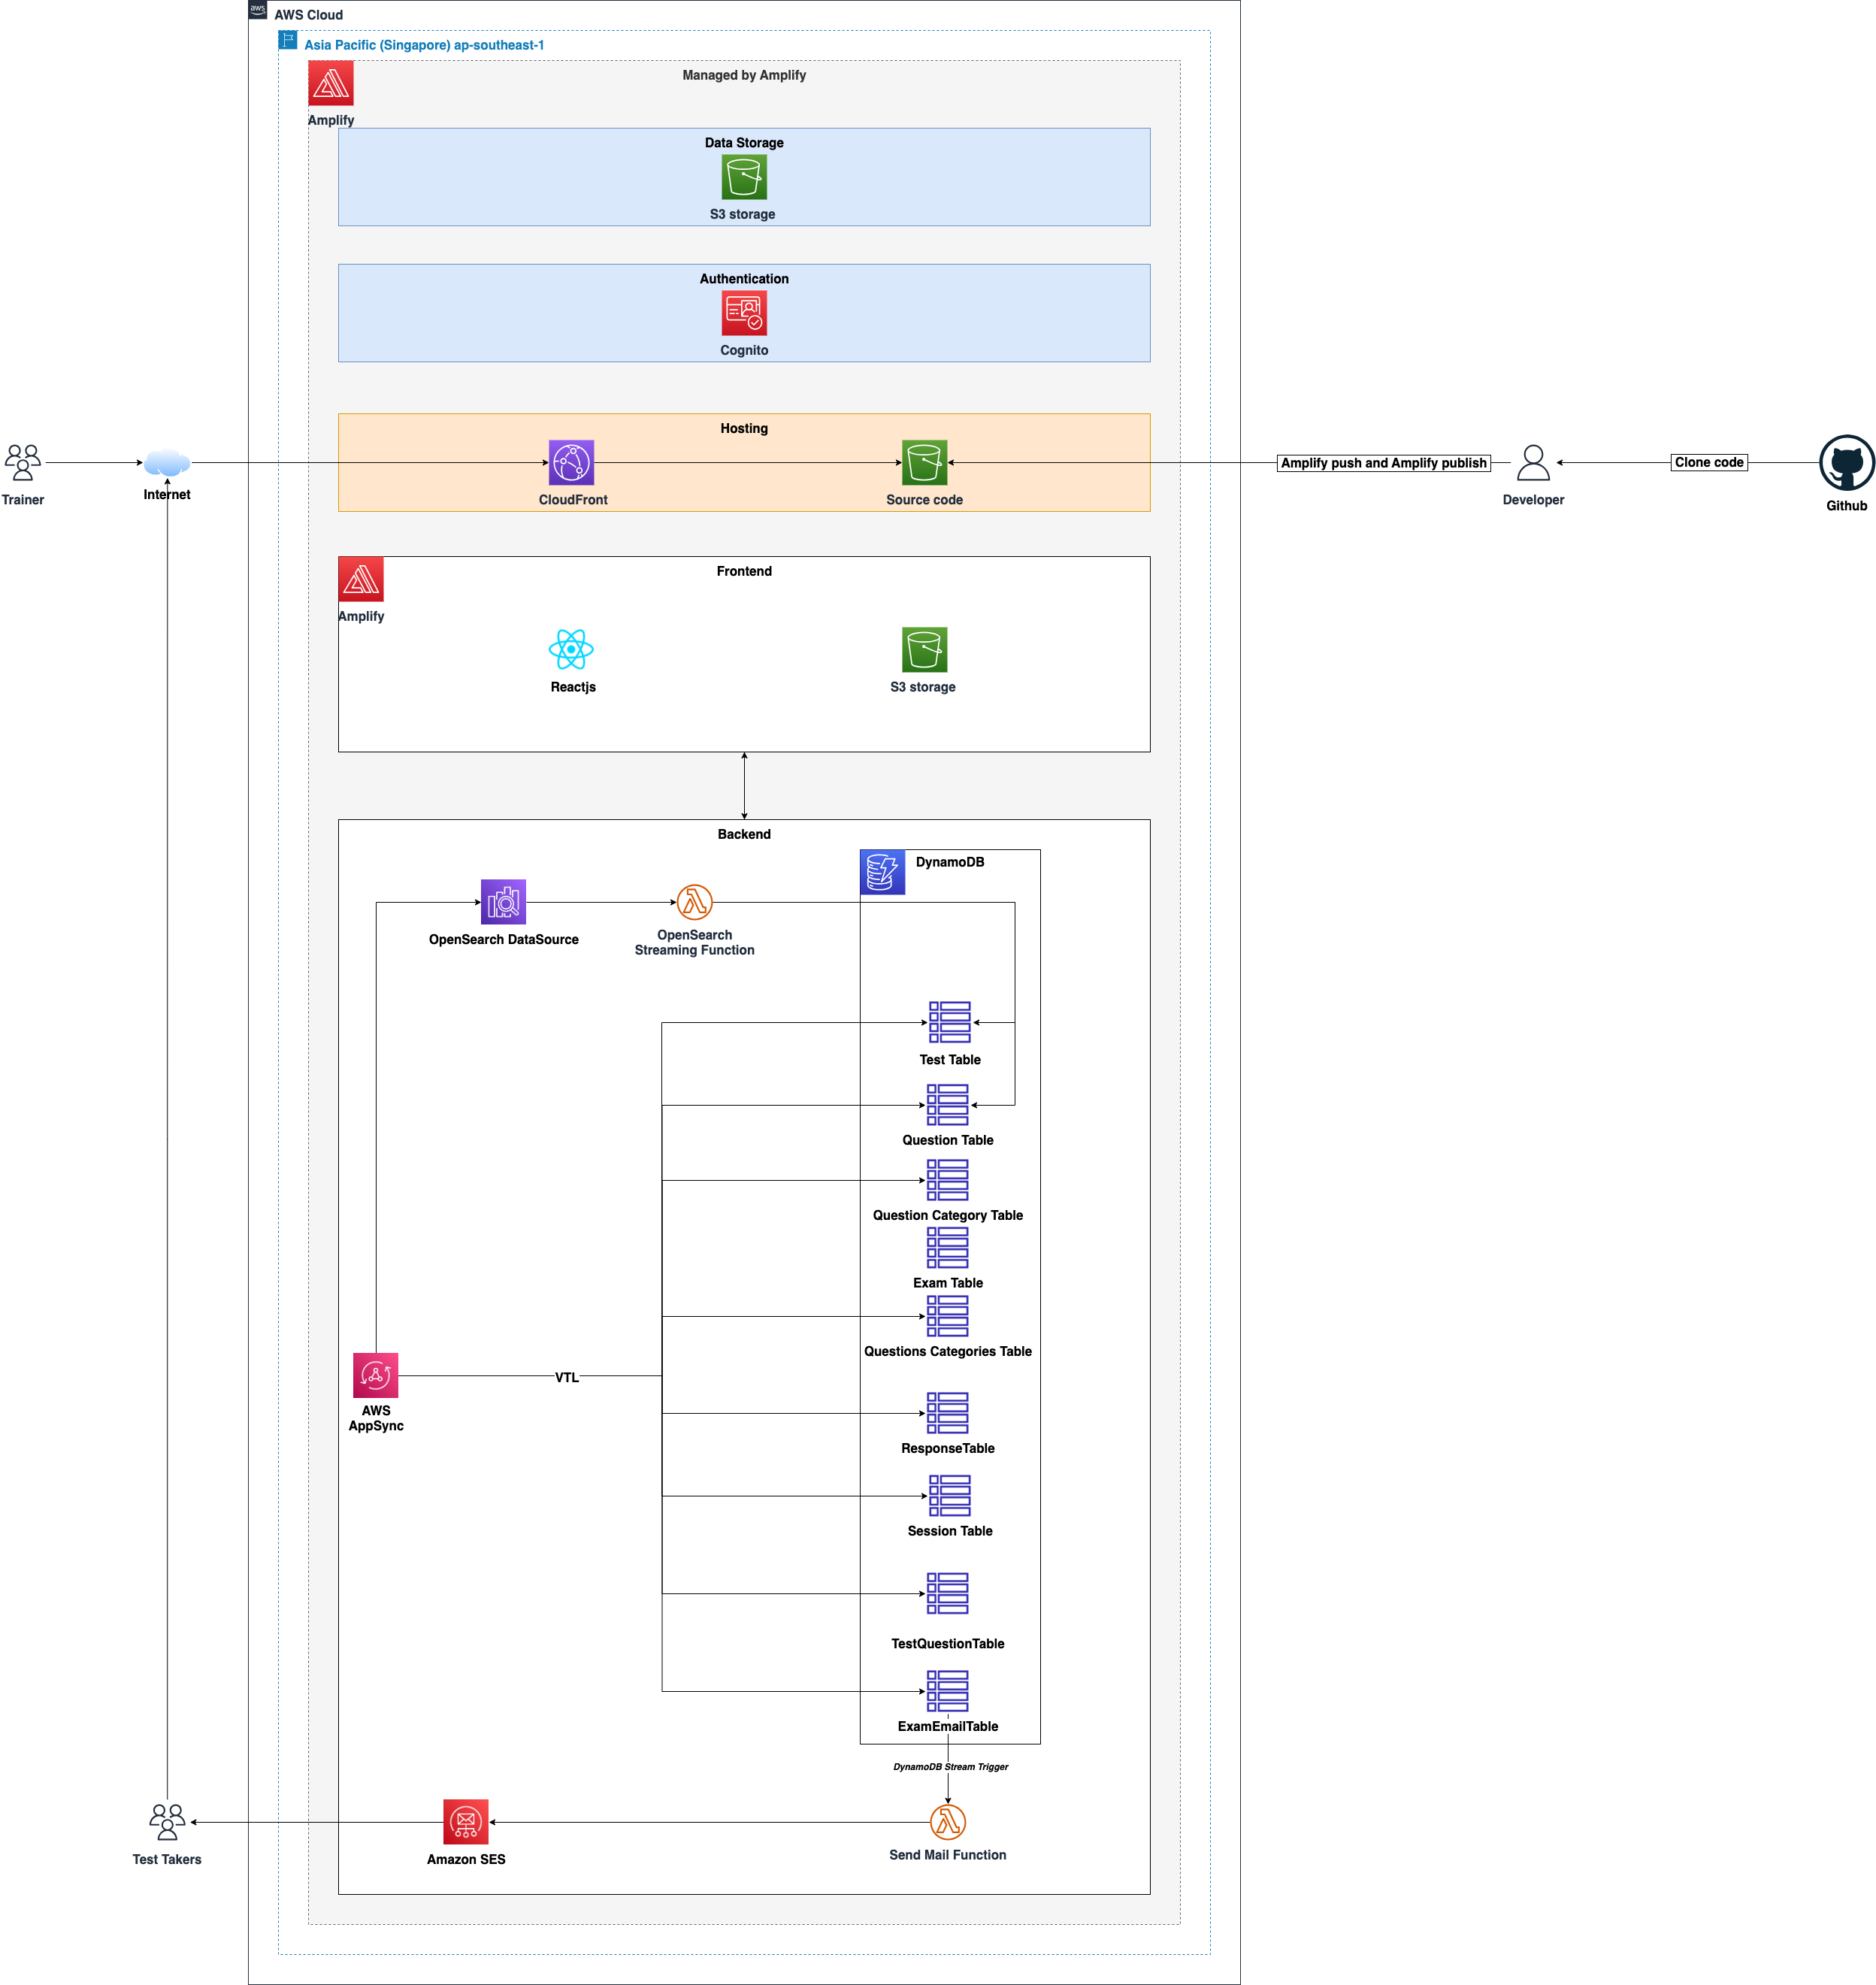 aws
AWS Cloud
Asia Pacific (Singapore) ap-southeast-1
Managed by Amplify
Amplify
Data Storage
S3 storage
Authentication
Cognito
Hosting
CloudFront
Source code
Trainer
Internet
Amplify push and Amplify publish
Developer
Clone code
Github
Frontend
Amplify
Reactjs
S3 storage
Backend
DynamoDB
OpenSearch DataSource
OpenSearch
Streaming Function
Test Table
Question Table
Question Category Table
Exam Table
Questions Categories Table
VTL
AWS
AppSync
ResponseTable
Session Table
TestQuestionTable
ExamEmailTable
DynamoDB Stream Trigger
Send Mail Function
Amazon SES
Test Takers